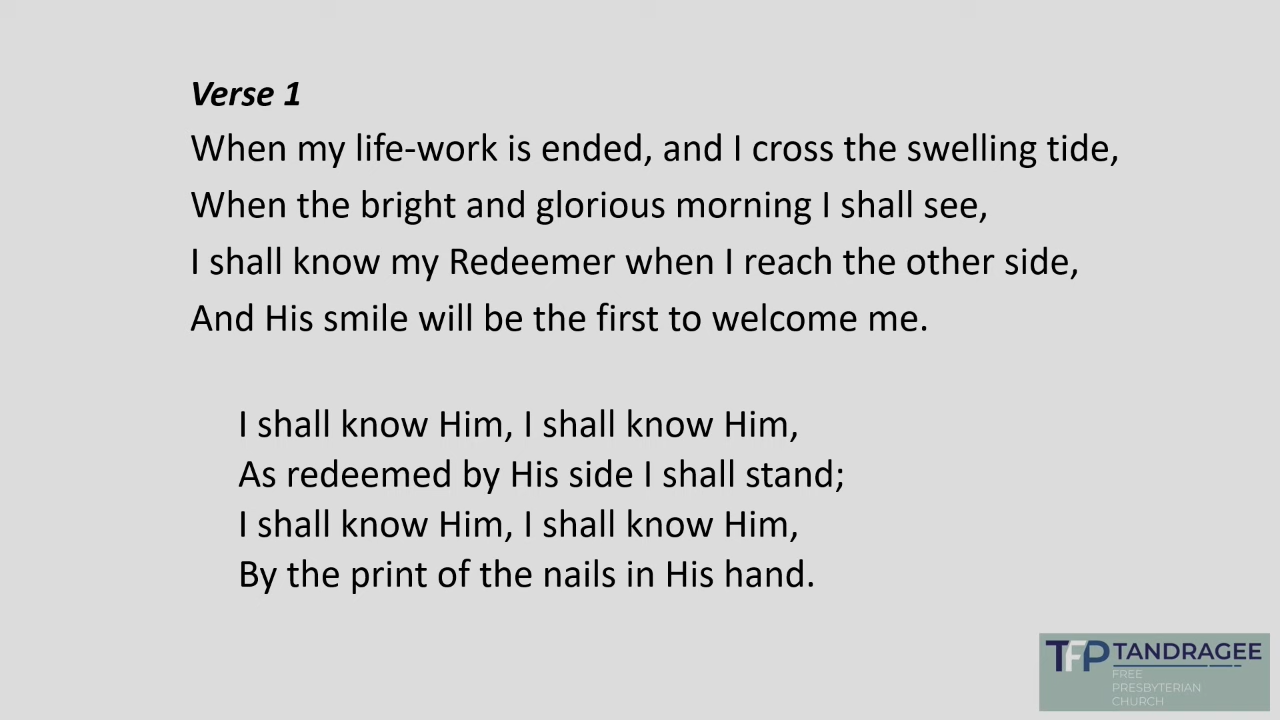 Verse 1
When my life-work is ended, and I cross the swelling tide,
When the bright and glorious morning I shall see,
I shall know my Redeemer when I reach the other side,
And His smile will be the first to welcome me.
I shall know Him, I shall know Him,
As redeemed by His side I shall stand;
I shall know Him, I shall know Him,
By the print of the nails in His hand.
TFP TANDRAGEE
FREE
PRESBYTERIAN
CHURCH